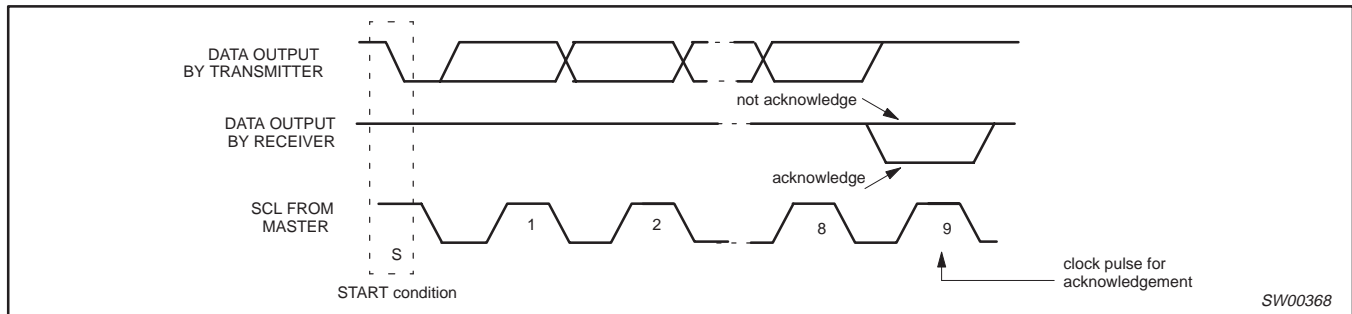 DATA OUTPUT
BY TRANSMITTER
not acknowledge
DATA OUTPUT
BY RECEIVER
acknowledge
SCL FROM
MASTER
1
2
8
9
S
START condition
clock pulse for
acknowledgement
SW00368